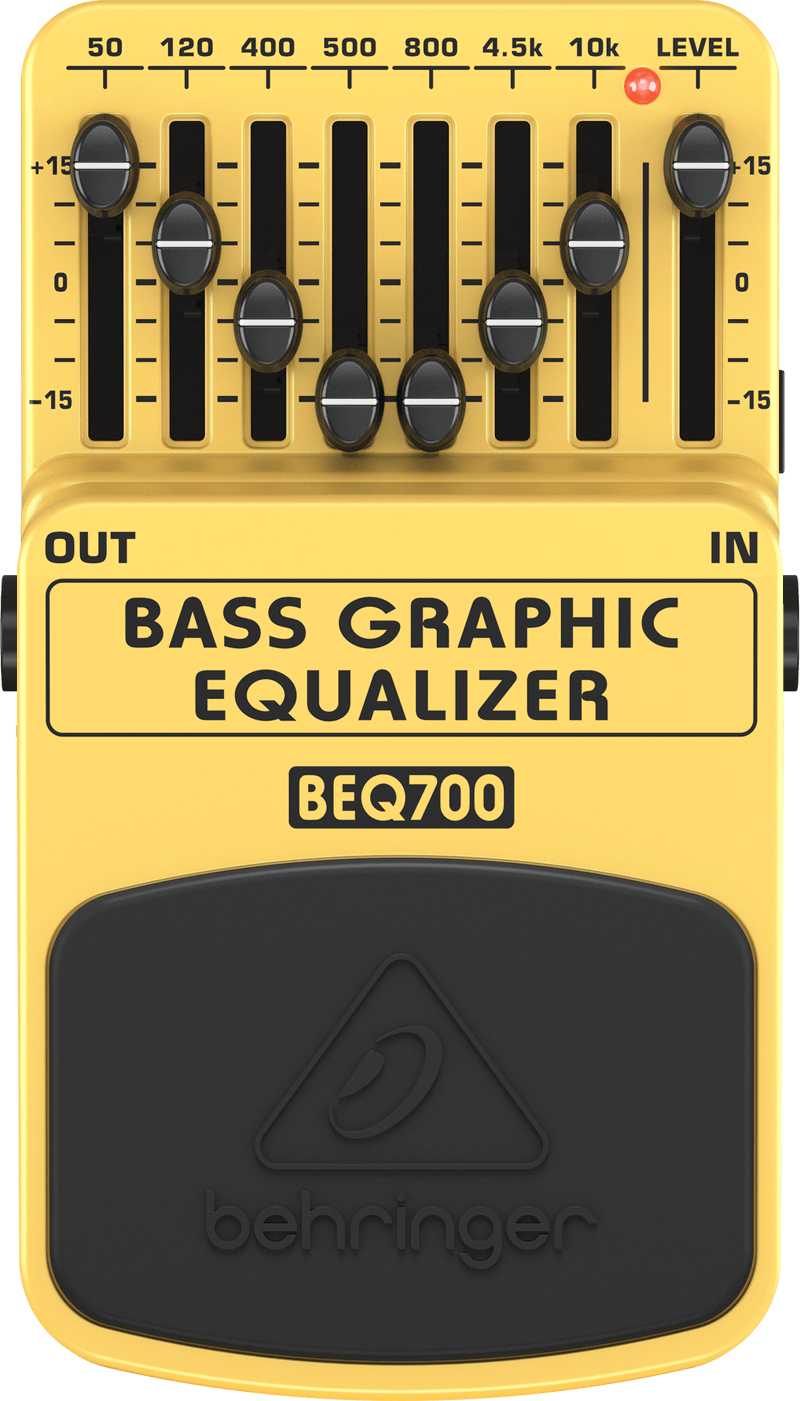 50 120 400 500 800 4.5k 10k LEVEL
+15 +15
0 0
-15 -15
OUT IN
BASS GRAPHIC
EQUALIZER
BEQ700
behringer